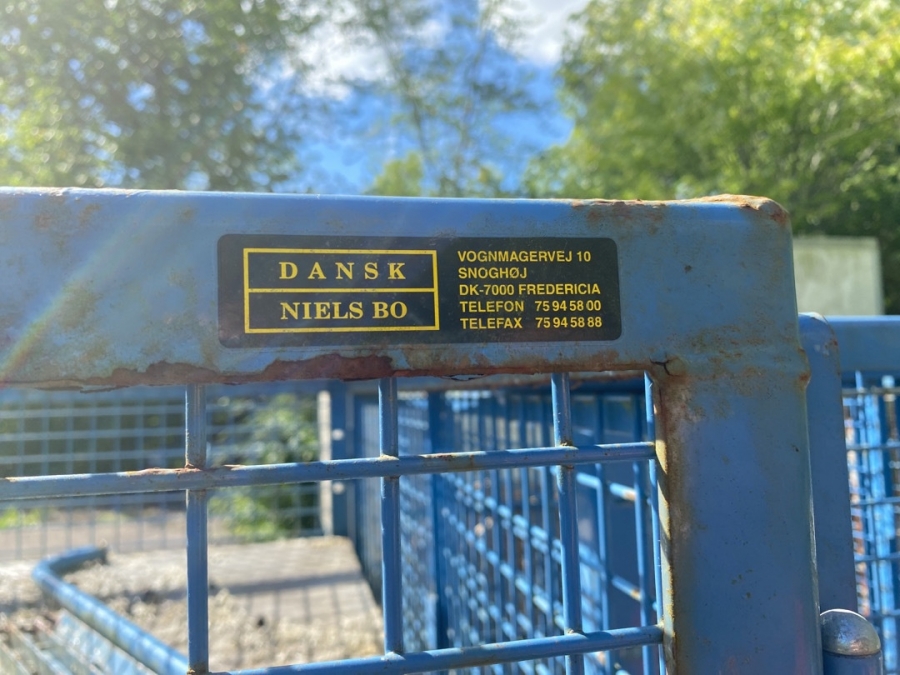 DANSK
NIELS BO
VOGNMAGERVEJ 10
SNOGHØJ
DK-7000 FREDERICIA
TELEFON 75 94 58 00
TELEFAX 75 94 58 88